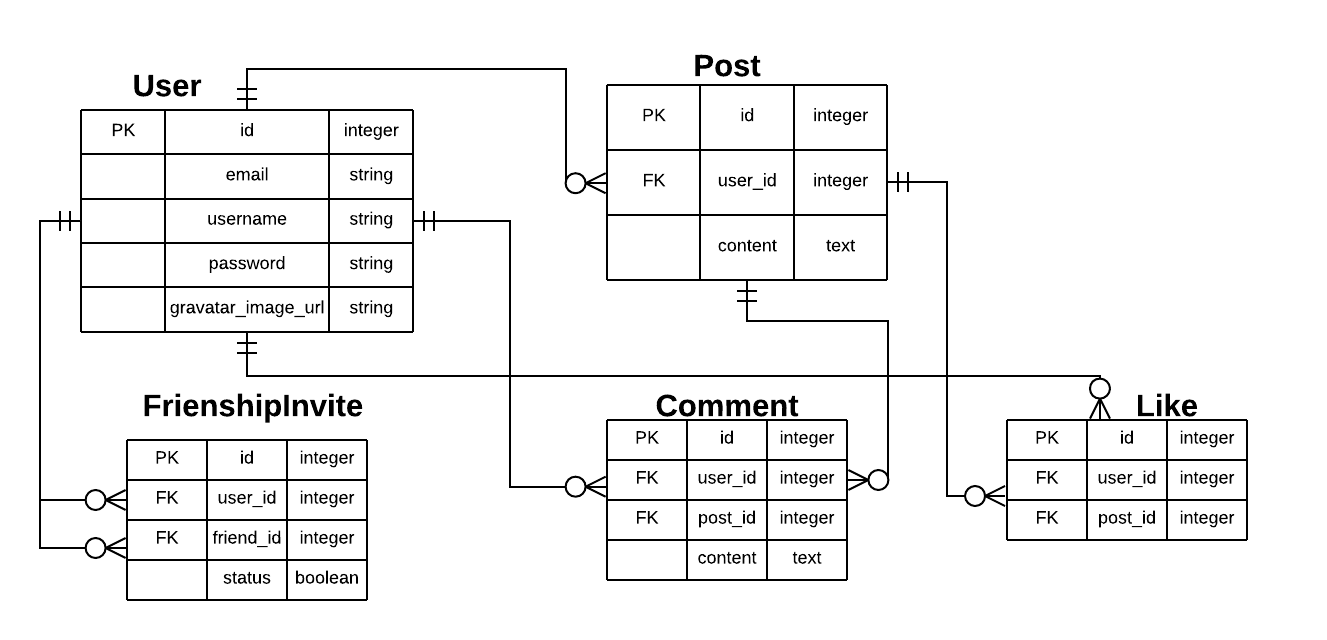 User
PK id integer
email string
username string
password string
gravatar_image_url string
Post
PK id integer
FK user_id integer
content text
FrienshipInvite
PK id integer
FK user_id integer
FK friend_id integer
status boolean
Comment
PK id integer
FK user_id integer
FK post_id integer
content text
Like
PK id integer
FK user_id integer
FK post_id integer